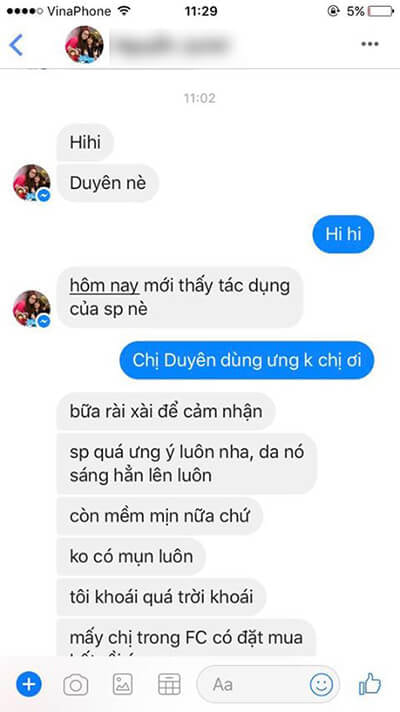 VinaPhone 11:29 5%
11:02
Hihi
Duyên nè
Hi hi
hôm nay mới thấy tác dụng
của sp nè
Chị Duyên dùng ưng k chị ơi
bữa rài xài để cảm nhận
sp quá ưng ý luôn nha, da nó
sáng hẳn lên luôn
còn mềm mịn nữa chứ
ko có mụn luôn
tôi khoái quá trời khoái
mấy chị trong FC có đặt mua
Aa